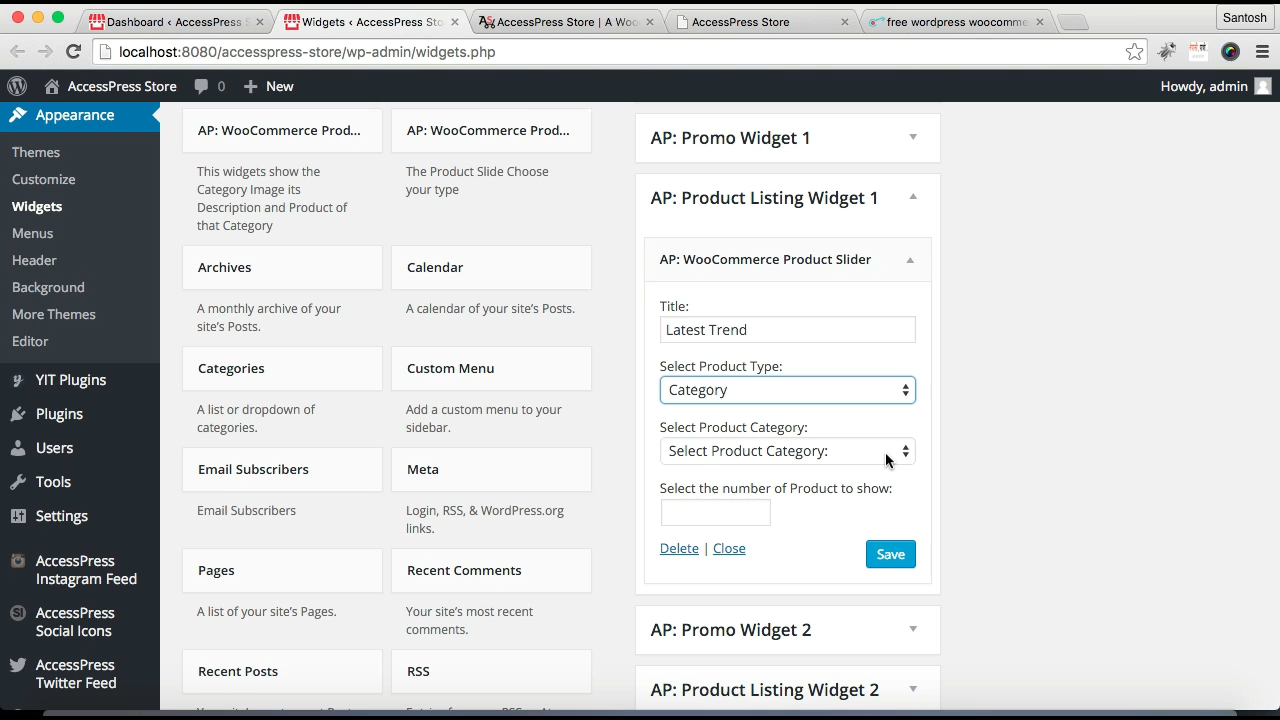 Dashboard ‹ AccessPress S
Widgets ‹ AccessPress Sto
AccessPress Store | A Woo
AccessPress Store
free wordpress woocomme
Santosh
localhost:8080/accesspress-store/wp-admin/widgets.php
AccessPress Store
0
New
Howdy, admin
Appearance
Themes
Customize
Widgets
Menus
Header
Background
More Themes
Editor
YIT Plugins
Plugins
Users
Tools
Settings
AccessPress
Instagram Feed
AccessPress
Social Icons
AccessPress
Twitter Feed
AP: WooCommerce Prod...
This widgets show the
Category Image its
Description and Product of
that Category
AP: WooCommerce Prod...
The Product Slide Choose
your type
Archives
A monthly archive of your
site's Posts.
Calendar
A calendar of your site's Posts.
Categories
A list or dropdown of
categories.
Custom Menu
Add a custom menu to your
sidebar.
Email Subscribers
Email Subscribers
Meta
Login, RSS, & WordPress.org
links.
Pages
A list of your site's Pages.
Recent Comments
Your site's most recent
comments.
Recent Posts
RSS
AP: Promo Widget 1
AP: Product Listing Widget 1
AP: WooCommerce Product Slider
Title:
Latest Trend
Select Product Type:
Category
Select Product Category:
Select Product Category:
Select the number of Product to show:
Delete | Close
Save
AP: Promo Widget 2
AP: Product Listing Widget 2